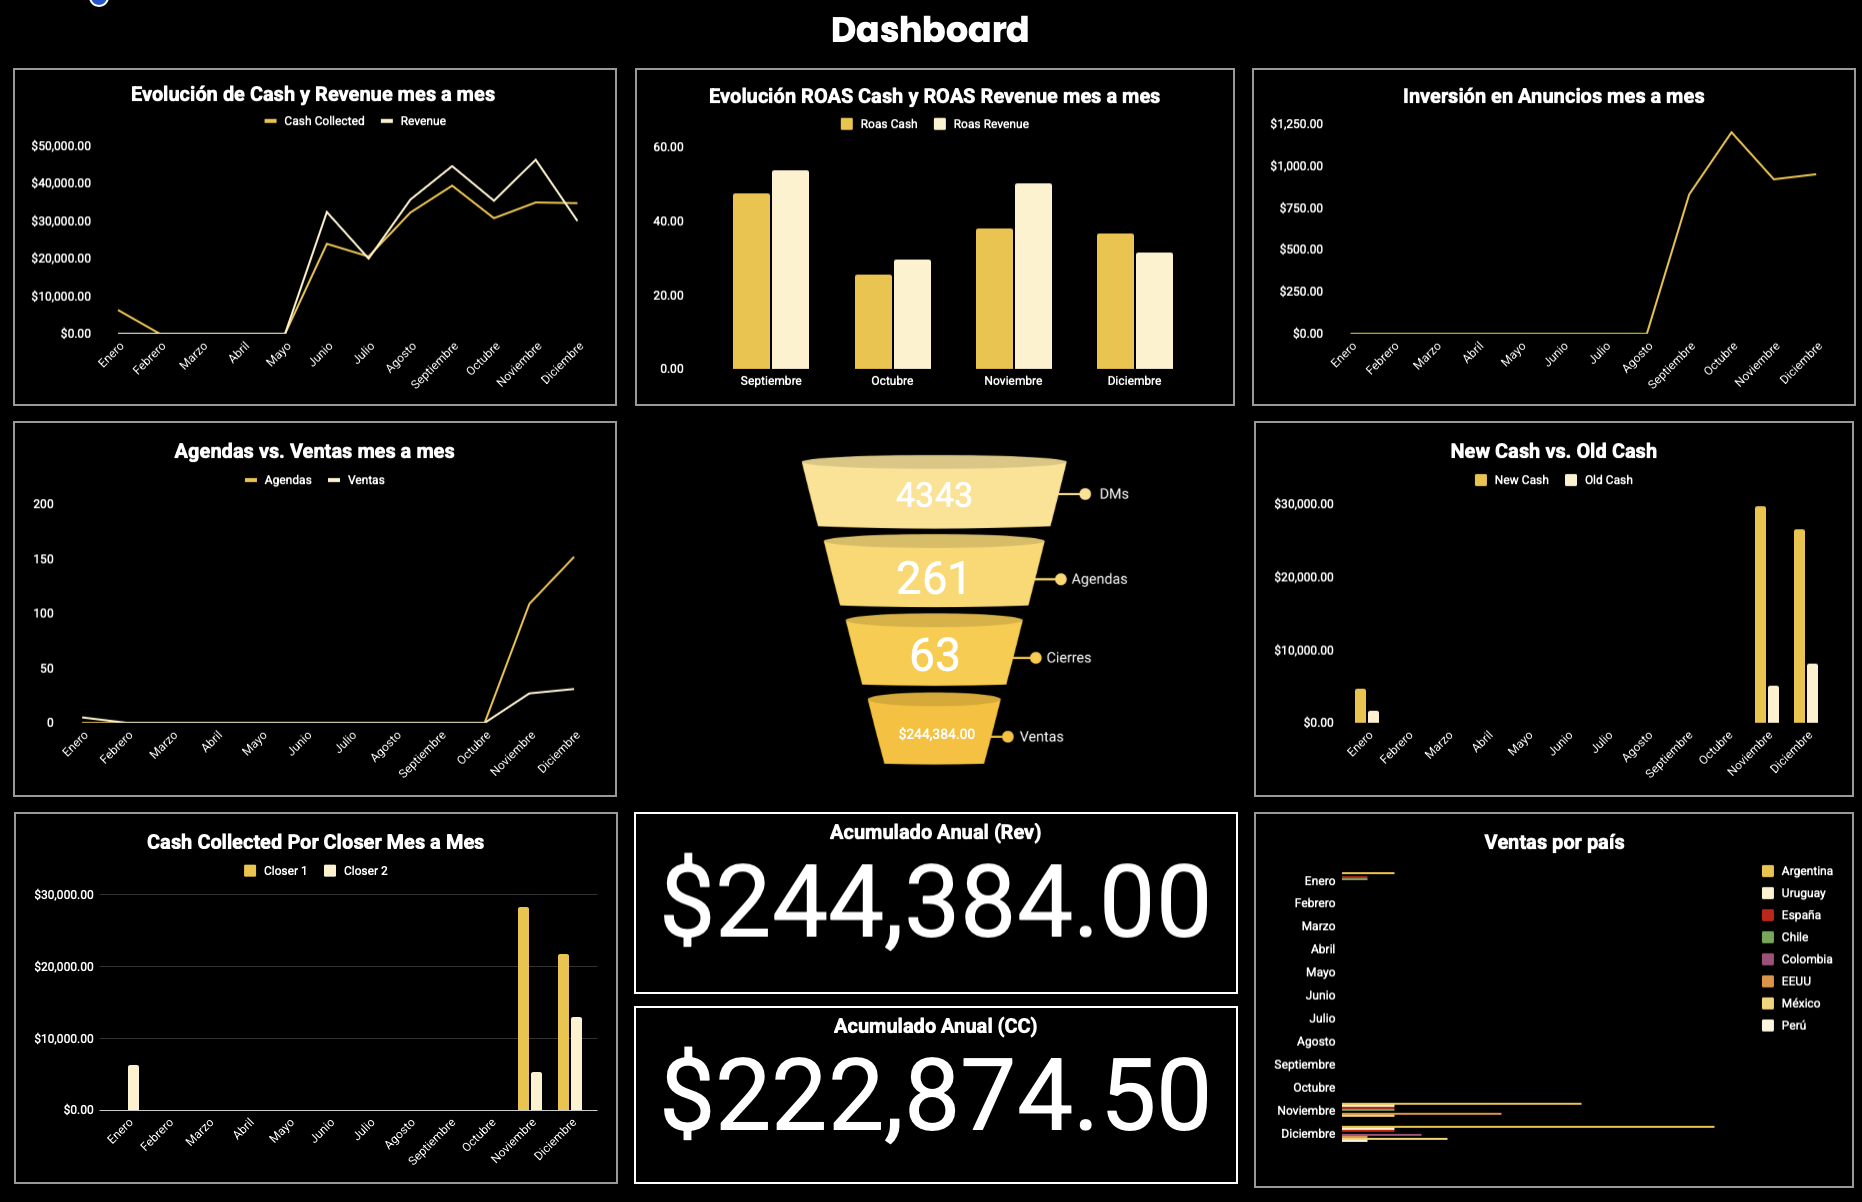 Dashboard
Evolución de Cash y Revenue mes a mes
Cash Collected Revenue
$50,000.00
$40,000.00
$30,000.00
$20,000.00
$10,000.00
$0.00
Enero Febrero Marzo Abril Mayo Junio Julio Agosto Septiembre Octubre Noviembre Diciembre
Evolución ROAS Cash y ROAS Revenue mes a mes
Roas Cash Roas Revenue
60.00
40.00
20.00
0.00
Septiembre Octubre Noviembre Diciembre
Inversión en Anuncios mes a mes
$1,250.00
$1,000.00
$750.00
$500.00
$250.00
$0.00
Enero Febrero Marzo Abril Mayo Junio Julio Agosto Septiembre Octubre Noviembre Diciembre
Agendas vs. Ventas mes a mes
Agendas Ventas
200
150
100
50
0
Enero Febrero Marzo Abril Mayo Junio Julio Agosto Septiembre Octubre Noviembre Diciembre
4343 DMs
261 Agendas
63 Cierres
$244,384.00 Ventas
New Cash vs. Old Cash
New Cash Old Cash
$30,000.00
$20,000.00
$10,000.00
$0.00
Enero Febrero Marzo Abril Mayo Junio Julio Agosto Septiembre Octubre Noviembre Diciembre
Cash Collected Por Closer Mes a Mes
Closer 1 Closer 2
$30,000.00
$20,000.00
$10,000.00
$0.00
Enero Febrero Marzo Abril Mayo Junio Julio Agosto Septiembre Octubre Noviembre Diciembre
Acumulado Anual (Rev)
$244,384.00
Acumulado Anual (CC)
$222,874.50
Ventas por país
Enero
Febrero
Marzo
Abril
Mayo
Junio
Julio
Agosto
Septiembre
Octubre
Noviembre
Diciembre
Argentina
Uruguay
España
Chile
Colombia
EEUU
México
Perú